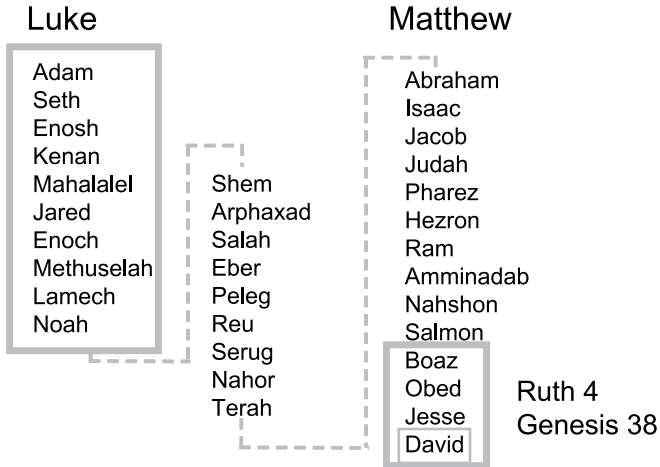 Luke
Adam
Seth
Enosh
Kenan
Mahalalel
Jared
Enoch
Methuselah
Lamech
Noah
Shem
Arphaxad
Salah
Eber
Peleg
Reu
Serug
Nahor
Terah
Matthew
Abraham
Isaac
Jacob
Judah
Pharez
Hezron
Ram
Amminadab
Nahshon
Salmon
Boaz
Obed
Jesse
David
Ruth 4
Genesis 38